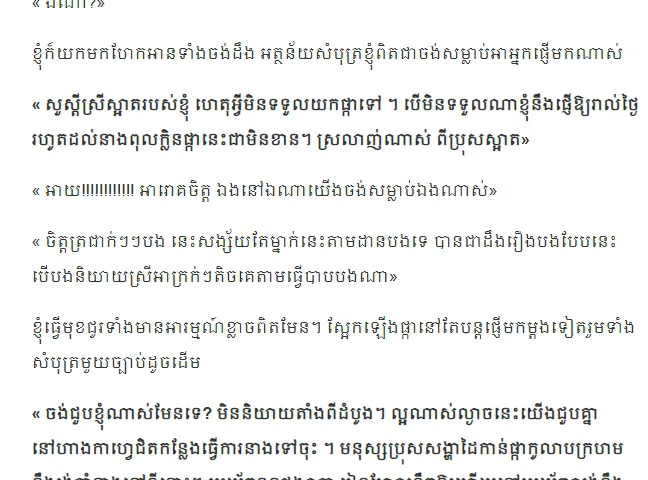 « ឯណា?»
ខ្ញុំក៏យកមកហែកអានទាំងចង់ដឹង អត្ថន័យសំបុត្រខ្ញុំពិតជាចង់សម្លាប់អាអ្នកផ្ញើមកណាស់
« សួស្តីស្រីស្អាតរបស់ខ្ញុំ ហេតុអ្វីមិនទទួលយកផ្កាទៅ ។ បើមិនទទួលណាខ្ញុំនឹងផ្ញើឱ្យរាល់ថ្ងៃ
រហូតដល់នាងពុលក្លិនផ្កានេះជាមិនខាន។ ស្រលាញ់ណាស់ ពីប្រុសស្អាត»
« អាយ!!!!!!!!!!!! អារោគចិត្ត ឯងនៅឯណាយើងចង់សម្លាប់ឯងណាស់»
« ចិត្តត្រជាក់ៗៗបង នេះសង្ស័យតែម្នាក់នេះតាមដានបងទេ បានជាដឹងរឿងបងបែបនេះ
បើបងនិយាយស្រីអាក្រក់ៗតិចគេតាមធ្វើបាបបងណា»
ខ្ញុំធ្វើមុខជូរទាំងមានអារម្មណ៍ខ្លាចពិតមែន។ ស្អែកឡើងផ្កានៅតែបន្តផ្ញើមកម្តងទៀតរួមទាំង
សំបុត្រមួយច្បាប់ដូចដើម
« ចង់ជួបខ្ញុំណាស់មែនទេ? មិននិយាយតាំងពីដំបូង។ ល្អណាស់ល្ងាចនេះយើងជួបគ្នា
នៅហាងកាហ្វេជិតកន្លែងធ្វើការនាងទៅចុះ ។ មនុស្សប្រុសសង្ហាដៃកាន់ផ្កាកូលាបក្រហម